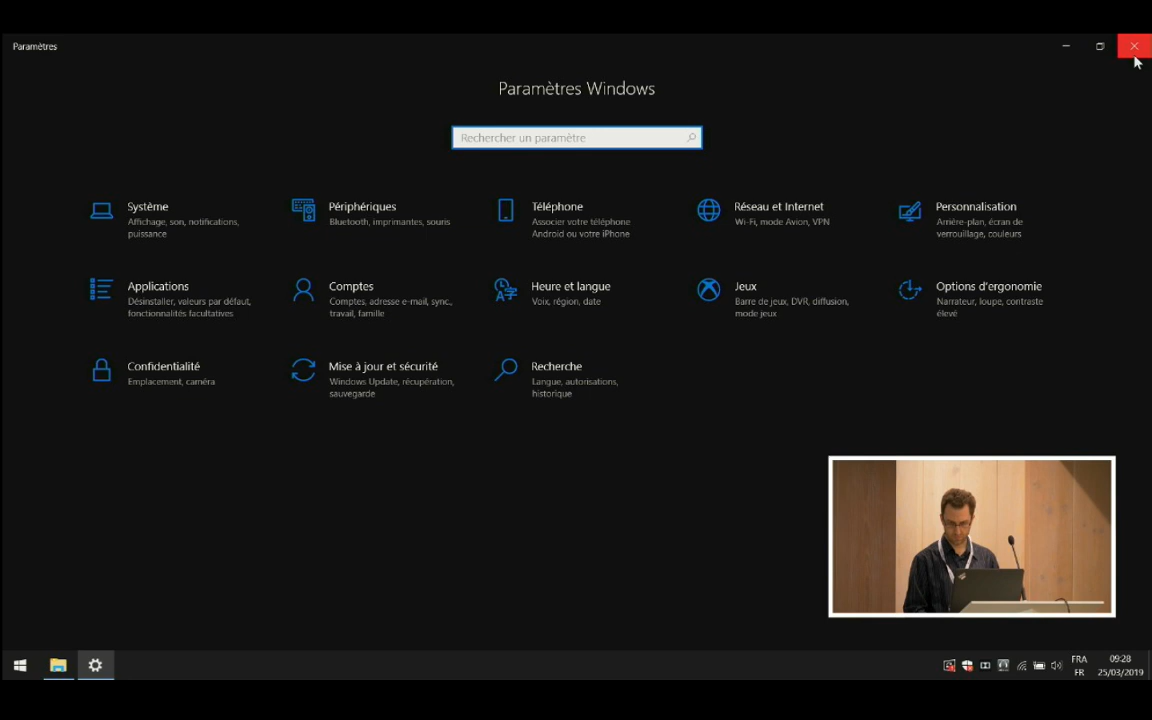 Paramètres
Paramètres Windows
Rechercher un paramètre
Système
Affichage, son, notifications,
puissance
Périphériques
Bluetooth, imprimantes, souris
Téléphone
Associer votre téléphone
Android ou votre iPhone
Réseau et Internet
Wi-Fi, mode Avion, VPN
Personnalisation
Arrière-plan, écran de
verrouillage, couleurs
Applications
Désinstaller, valeurs par défaut,
fonctionnalités facultatives
Comptes
Comptes, adresse e-mail, sync.,
travail, famille
Heure et langue
Voix, région, date
Jeux
Barre de jeux, DVR, diffusion,
mode jeux
Options d'ergonomie
Narrateur, loupe, contraste
élevé
Confidentialité
Emplacement, caméra
Mise à jour et sécurité
Windows Update, récupération,
sauvegarde
Recherche
Langue, autorisations,
historique
FRA
FR
09:28
25/03/2019